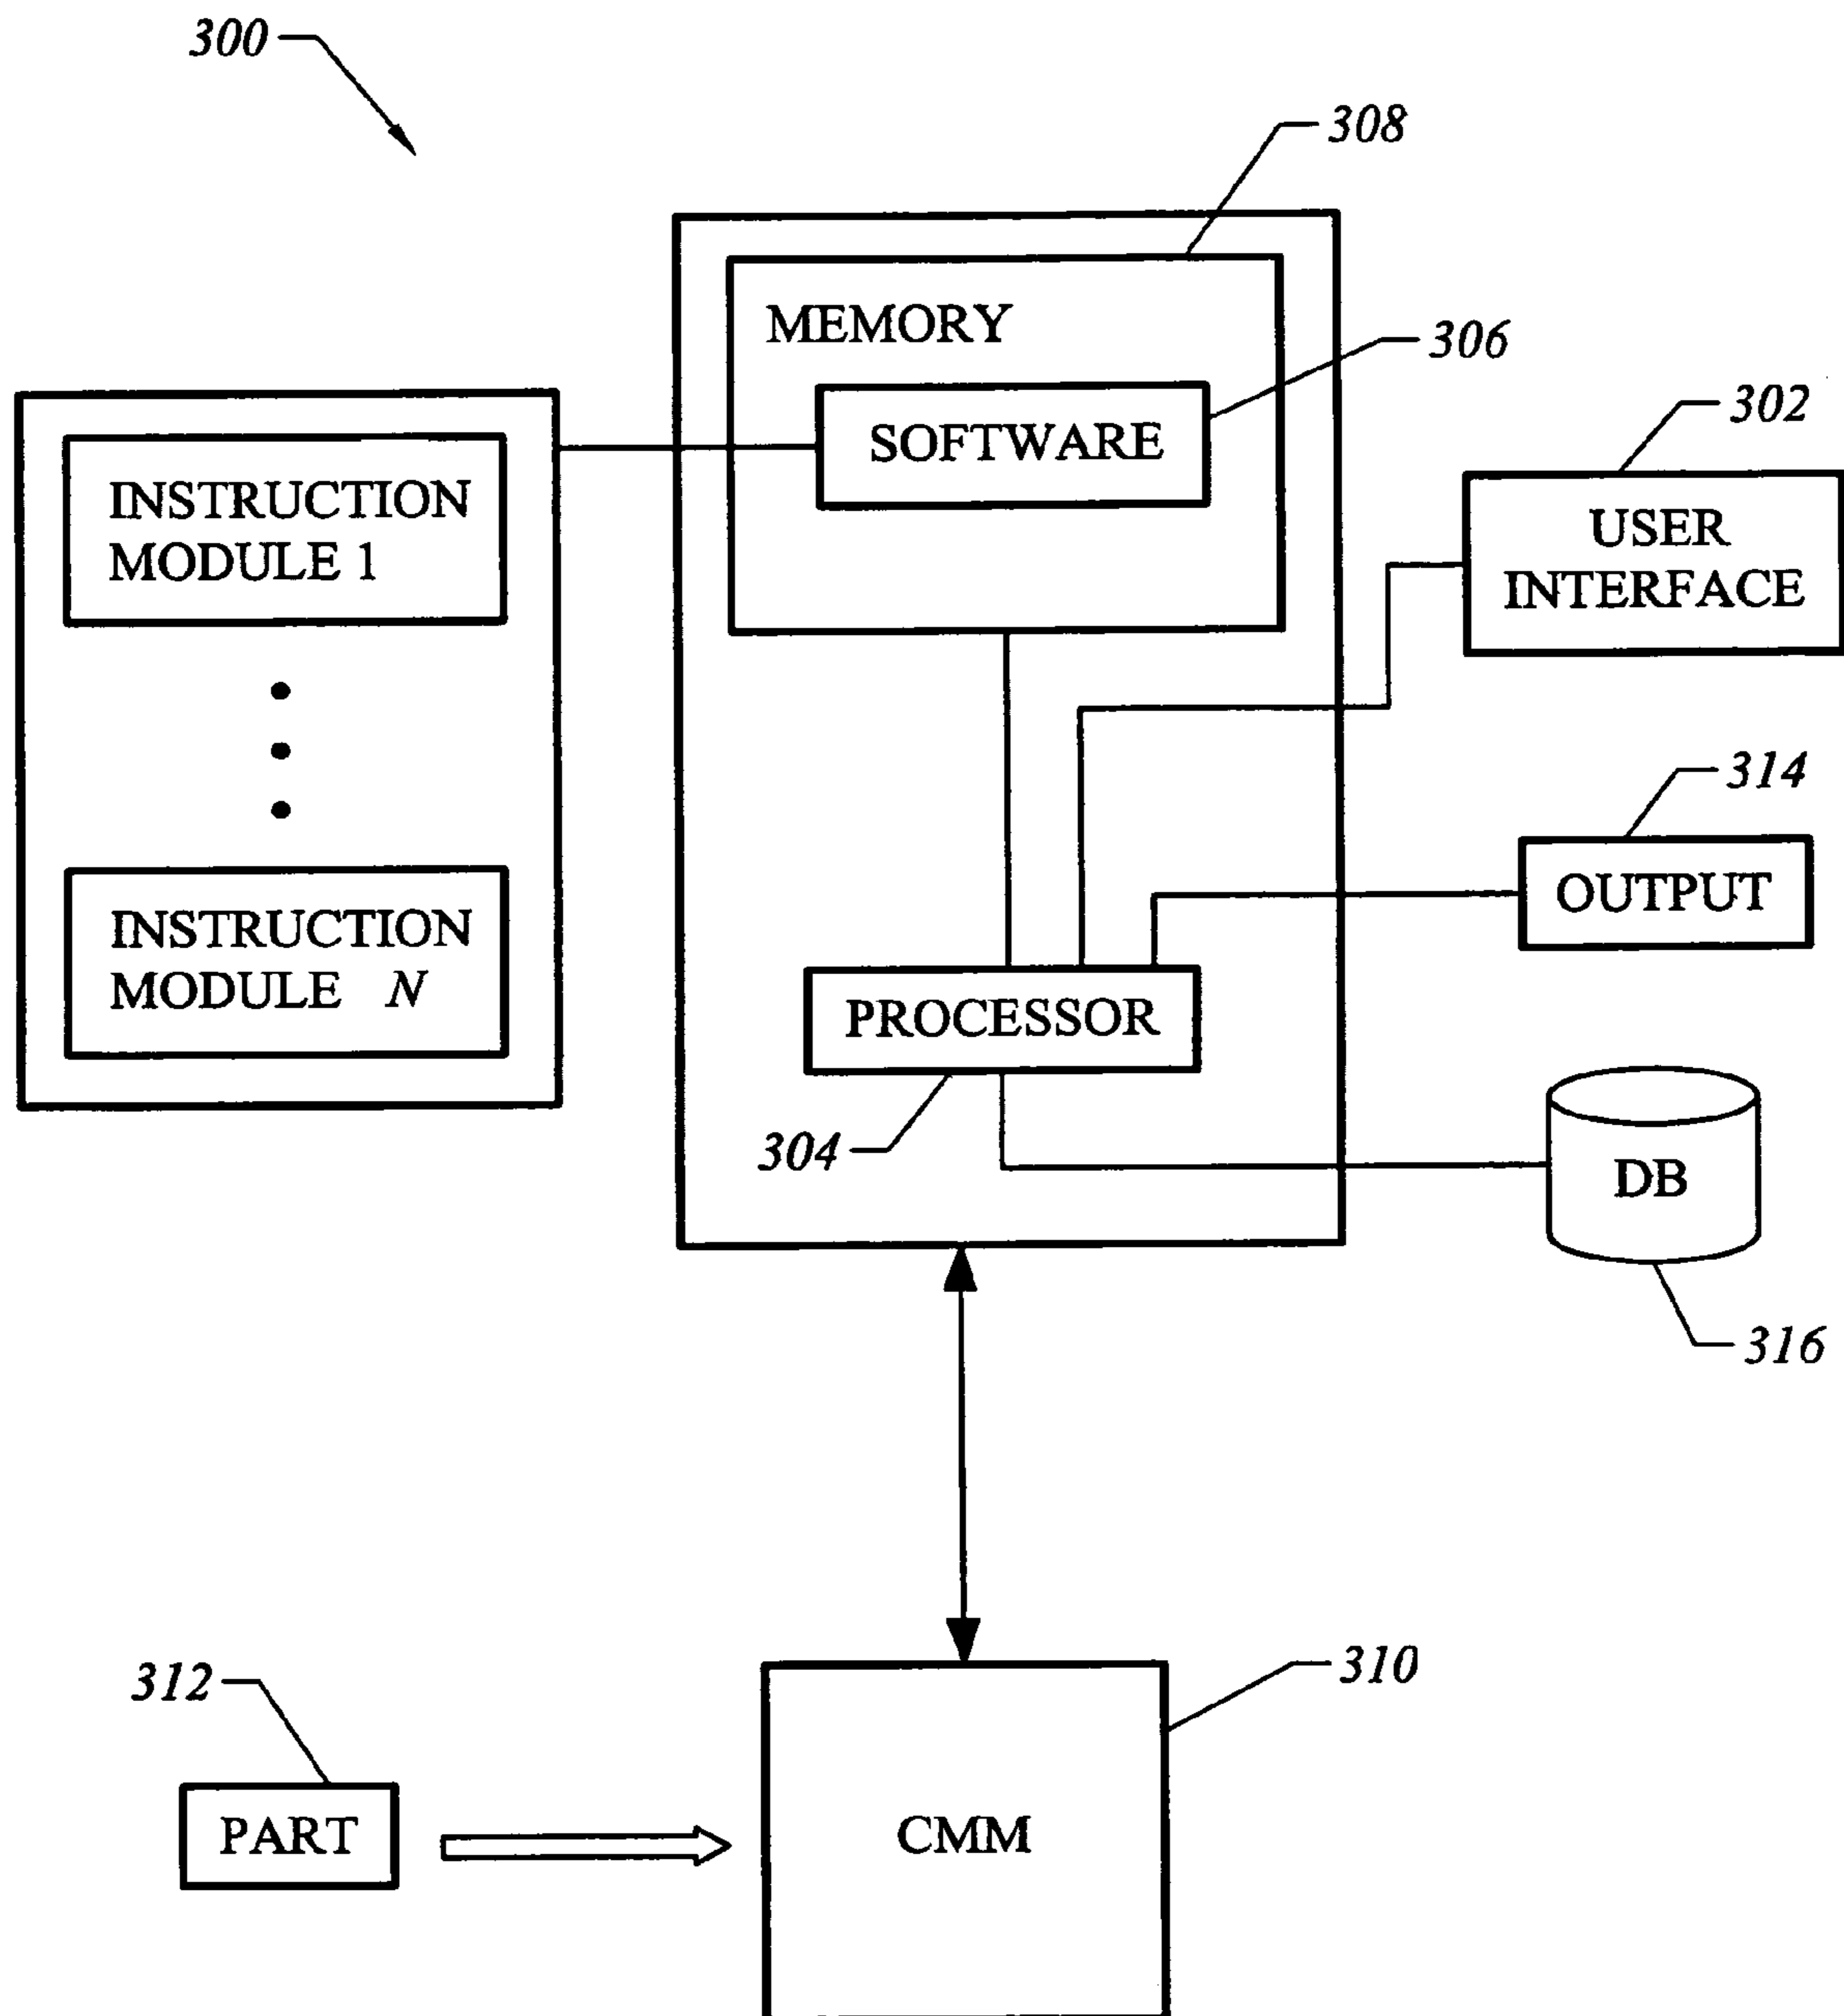 300
308
MEMORY
306
SOFTWARE
302
USER
INTERFACE
INSTRUCTION
MODULE 1
314
OUTPUT
INSTRUCTION
MODULE N
PROCESSOR
304
DB
316
312
310
PART
CMM